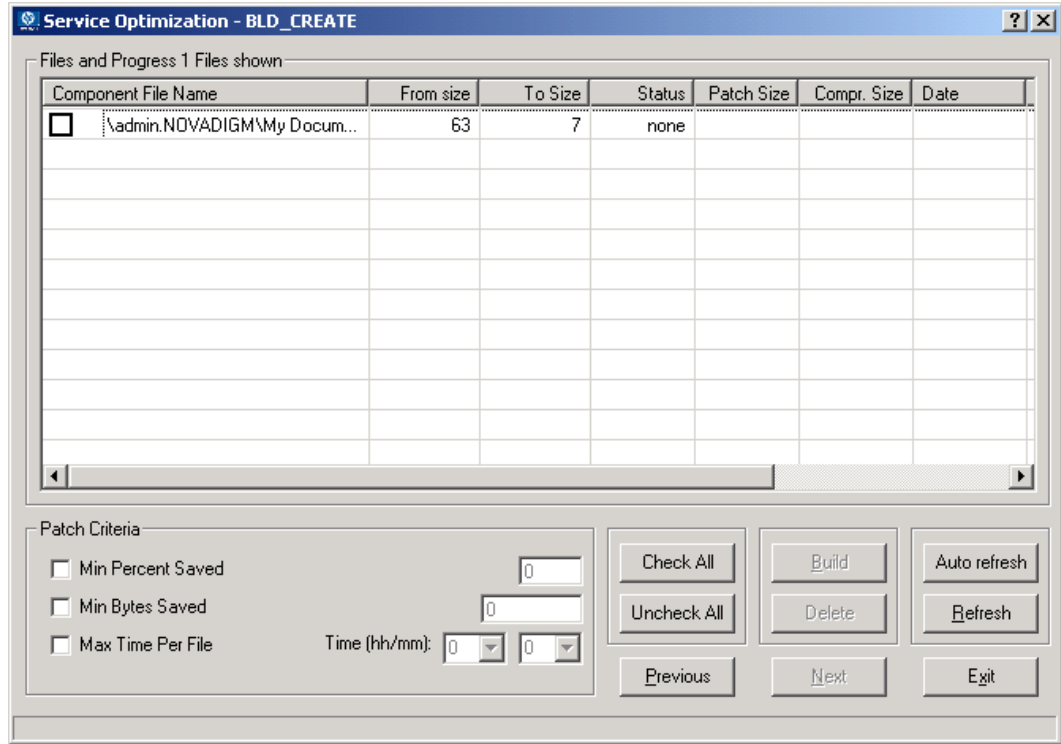 Service Optimization - BLD_CREATE
Files and Progress 1 Files shown
Component File Name From size To Size Status Patch Size Compr. Size Date
\admin.NOVADIGM\My Docum... 63 7 none
Patch Criteria
Min Percent Saved 0
Min Bytes Saved 0
Max Time Per File Time (hh/mm): 0 0
Check All Build Auto refresh
Uncheck All Delete Refresh
Previous Next Exit